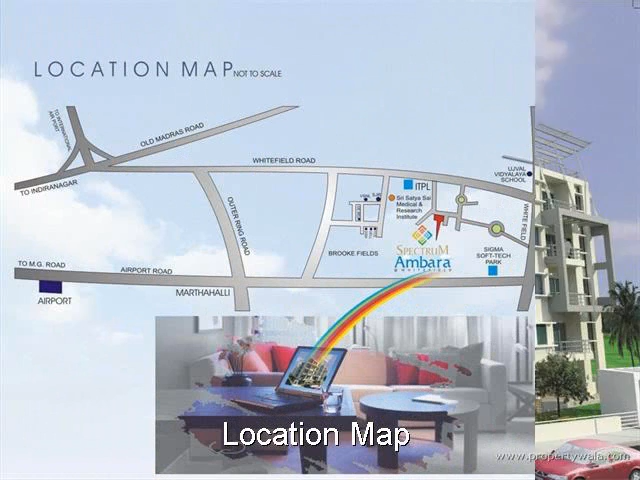 LOCATION MAP NOT TO SCALE
TO INTERNATIONAL
AIR PORT
OLD MADRAS ROAD
WHITEFIELD ROAD
TO INDIRANAGAR
OUTER RING ROAD
ITPL
Sri Satya Sai
Medical &
Research
Institute
UJVAL
VIDYALAYA
SCHOOL
WHITE FIELD
BROOKE FIELDS
SPECTRUM
Ambara
@ WHITEFIELD
SIGMA
SOFT-TECH
PARK
TO M.G. ROAD
AIRPORT ROAD
AIRPORT
MARTHAHALLI
Location Map
www.propertywala.com